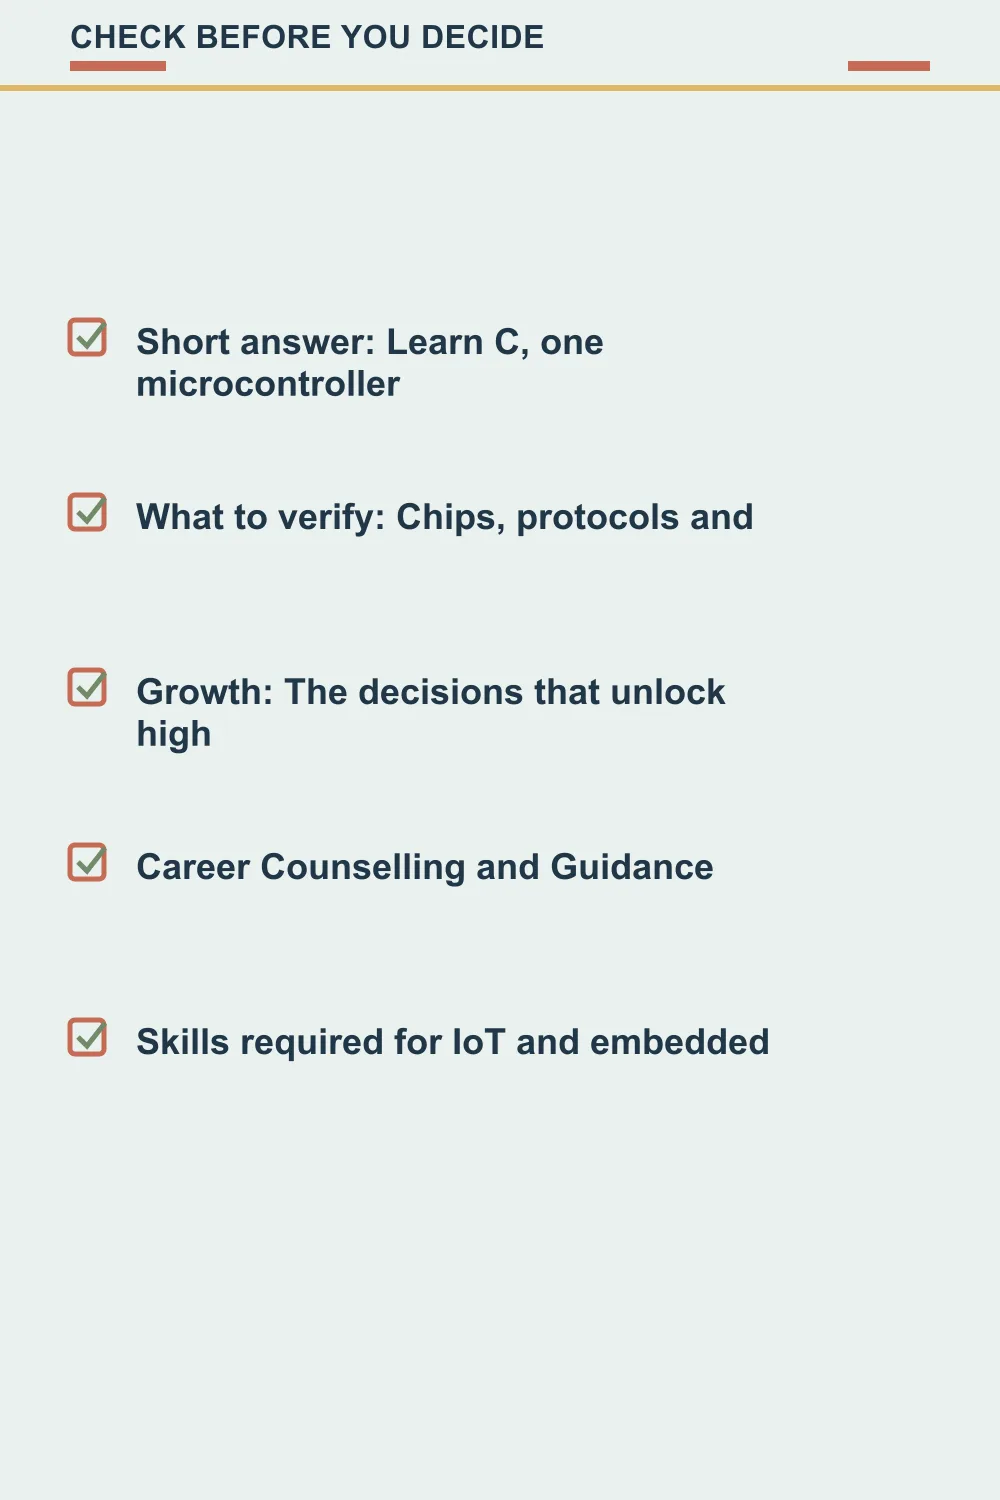 CHECK BEFORE YOU DECIDE
Short answer: Learn C, one
microcontroller
What to verify: Chips, protocols and
Growth: The decisions that unlock
high
Career Counselling and Guidance
Skills required for IoT and embedded